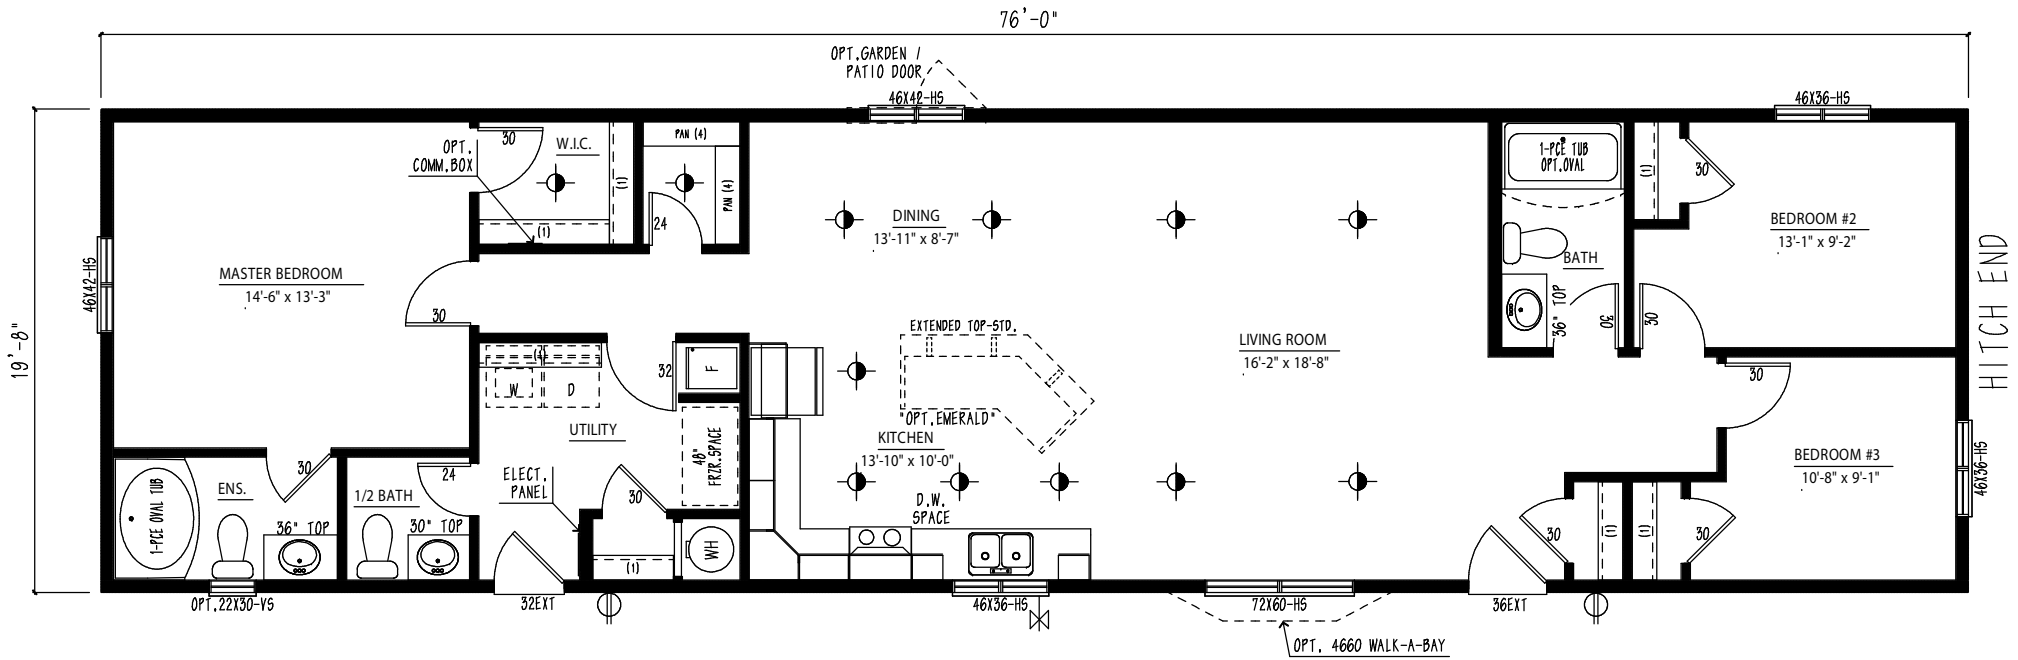 76'-0"
OPT.GARDEN /
PATIO DOOR
46X42-HS
46X36-HS
19'-8"
46X42-HS
MASTER BEDROOM
14'-6" x 13'-3"
30
OPT.
COMM.BOX
30
W.I.C.
(1)
(1)
PAN (4)
PAN (4)
24
DINING
13'-11" x 8'-7"
1-PCE TUB
OPT.OVAL
BATH
36" TOP
30
(1)
30
BEDROOM #2
13'-1" x 9'-2"
30
HITCH END
EXTENDED TOP-STD.
"OPT.EMERALD"
LIVING ROOM
16'-2" x 18'-8"
KITCHEN
13'-10" x 10'-0"
D.W.
SPACE
W
D
32
F
UTILITY
48"
FRZR.SPACE
ELECT.
PANEL
30
(1)
WH
1-PCE OVAL TUB
ENS.
30
36" TOP
1/2 BATH
24
30" TOP
30
BEDROOM #3
10'-8" x 9'-1"
46X36-HS
30
(1)
(1)
30
OPT.22X30-VS
32EXT
46X36-HS
72X60-HS
36EXT
OPT. 4660 WALK-A-BAY